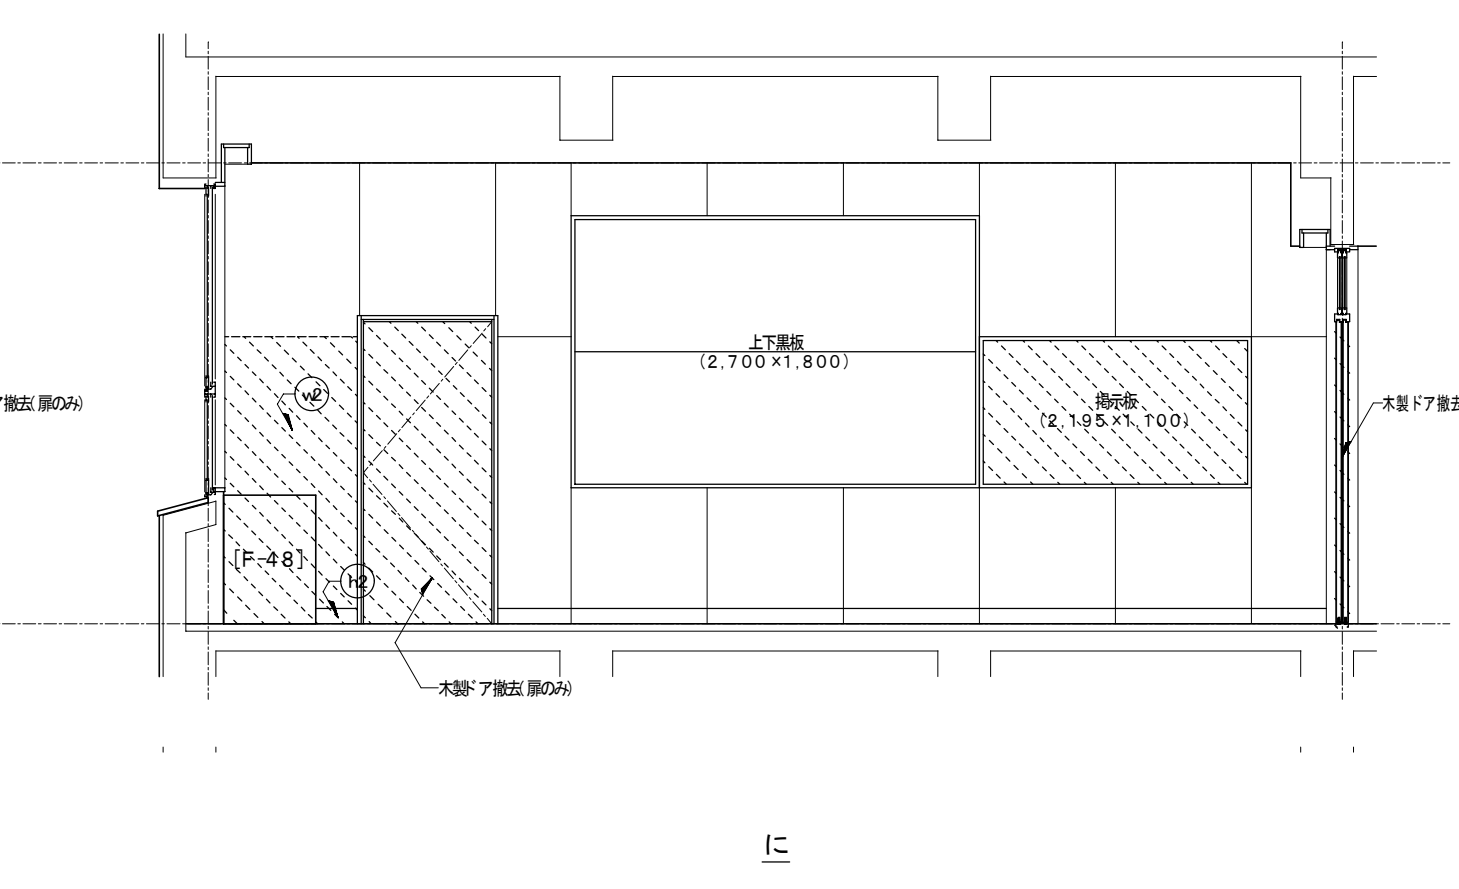 上下黒板
(2,700×1,800)
ア撤去(扉のみ)
w2
掲示板
(2,195×1,100)
木製ドア撤去
[F-48]
h2
木製ドア撤去(扉のみ)
に